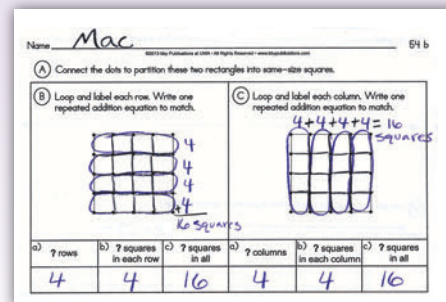 Name Mac 54 b
©2013 bly Publications at UWA • All Rights Reserved • www.blypublications.com
A Connect the dots to partition these two rectangles into same-size squares.
B Loop and label each row. Write one
repeated addition equation to match.
4
4
4
+4
16 squares
C Loop and label each column. Write one
repeated addition equation to match.
4+4+4+4=16
squares
a) ? rows b) ? squares in each row c) ? squares in all a) ? columns b) ? squares in each column c) ? squares in all
4 4 16 4 4 16